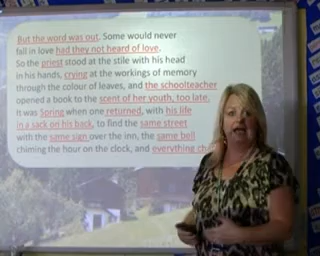 But the word was out. Some would never
fall in love had they not heard of love.
So the priest stood at the stile with his head
in his hands, crying at the workings of memory
through the colour of leaves, and the schoolteacher
opened a book to the scent of her youth, too late.
It was Spring when one returned, with his life
in a sack on his back, to find the same street
with the same sign over the inn, the same bell
chiming the hour on the clock, and everything